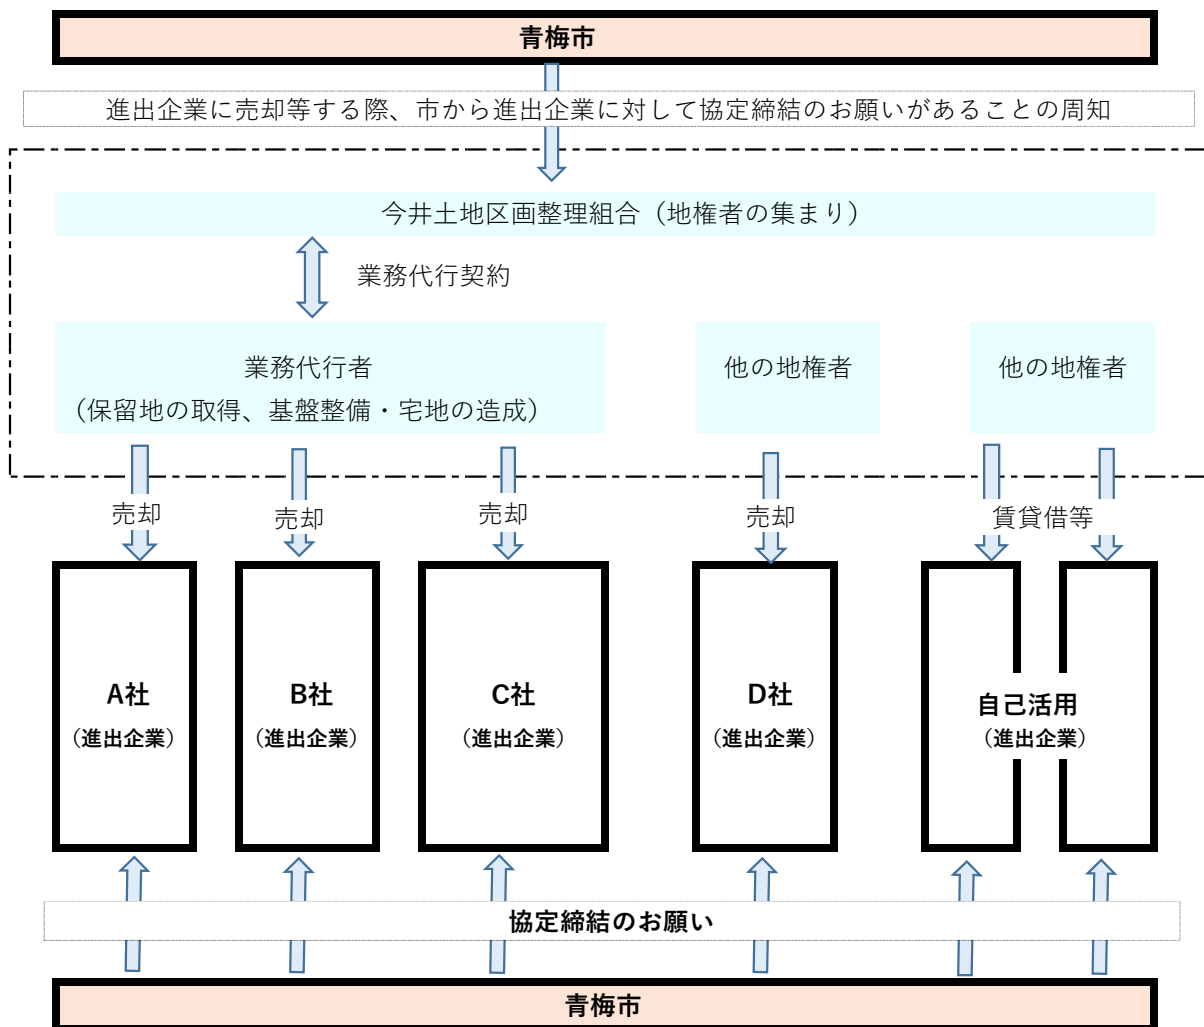 青梅市
進出企業に売却等する際、市から進出企業に対して協定締結のお願いがあることの周知
今井土地区画整理組合（地権者の集まり）
業務代行契約
業務代行者
（保留地の取得、基盤整備・宅地の造成）
他の地権者
他の地権者
売却
売却
売却
売却
賃貸借等
A社
（進出企業）
B社
（進出企業）
C社
（進出企業）
D社
（進出企業）
自己活用
（進出企業）
協定締結のお願い
青梅市